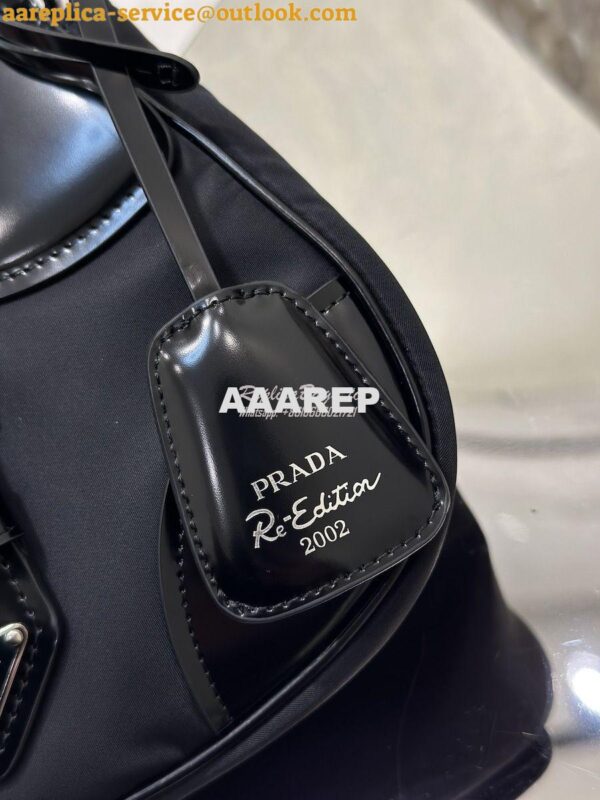 aareplica-service@outlook.com
AAAREP
PRADA
Re-Edition
2002